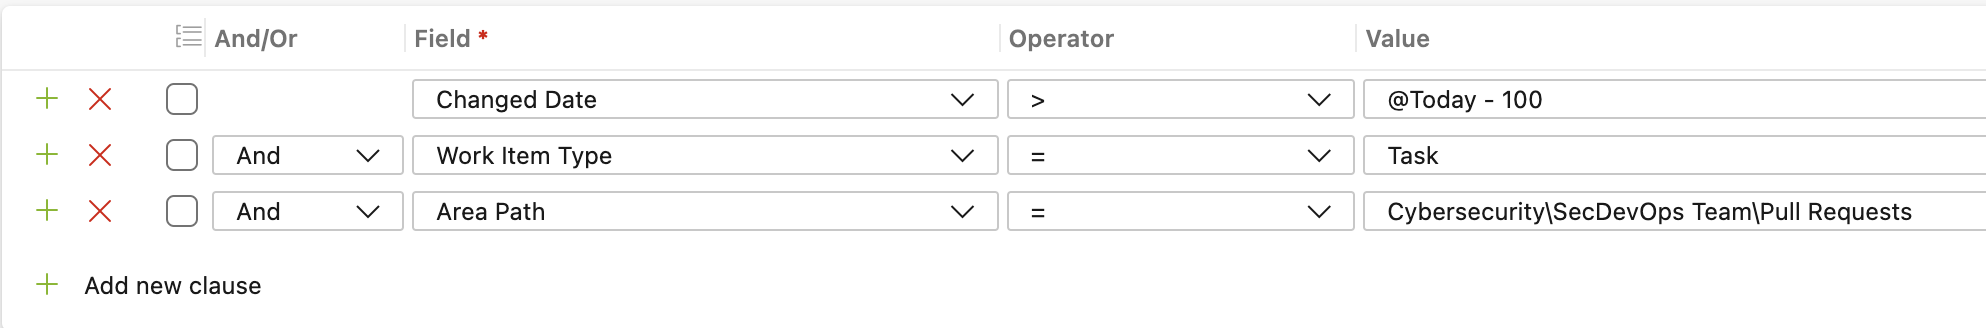 And/Or Field * Operator Value
Changed Date > @Today - 100
And Work Item Type = Task
And Area Path = Cybersecurity\SecDevOps Team\Pull Requests
Add new clause